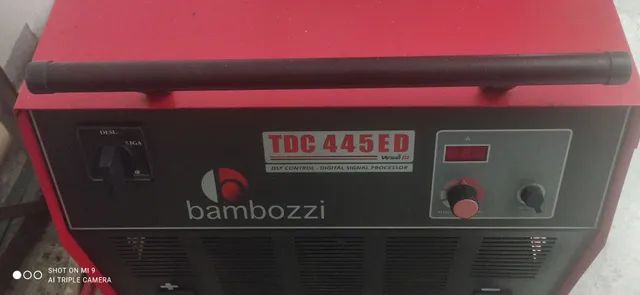 DESL
LIGA
TDC 445ED
DSP CONTROL - DIGITAL SIGNAL PROCESSOR
bambozzi
A
+
-
SHOT ON MI 9
AI TRIPLE CAMERA